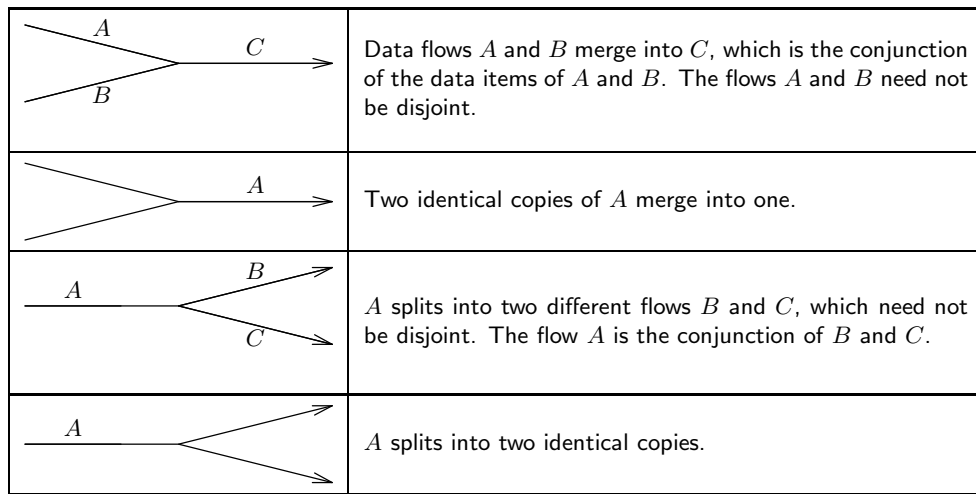 A
C
B
Data flows A and B merge into C, which is the conjunction
of the data items of A and B. The flows A and B need not
be disjoint.
A
Two identical copies of A merge into one.
B
A
C
A splits into two different flows B and C, which need not
be disjoint. The flow A is the conjunction of B and C.
A
A splits into two identical copies.